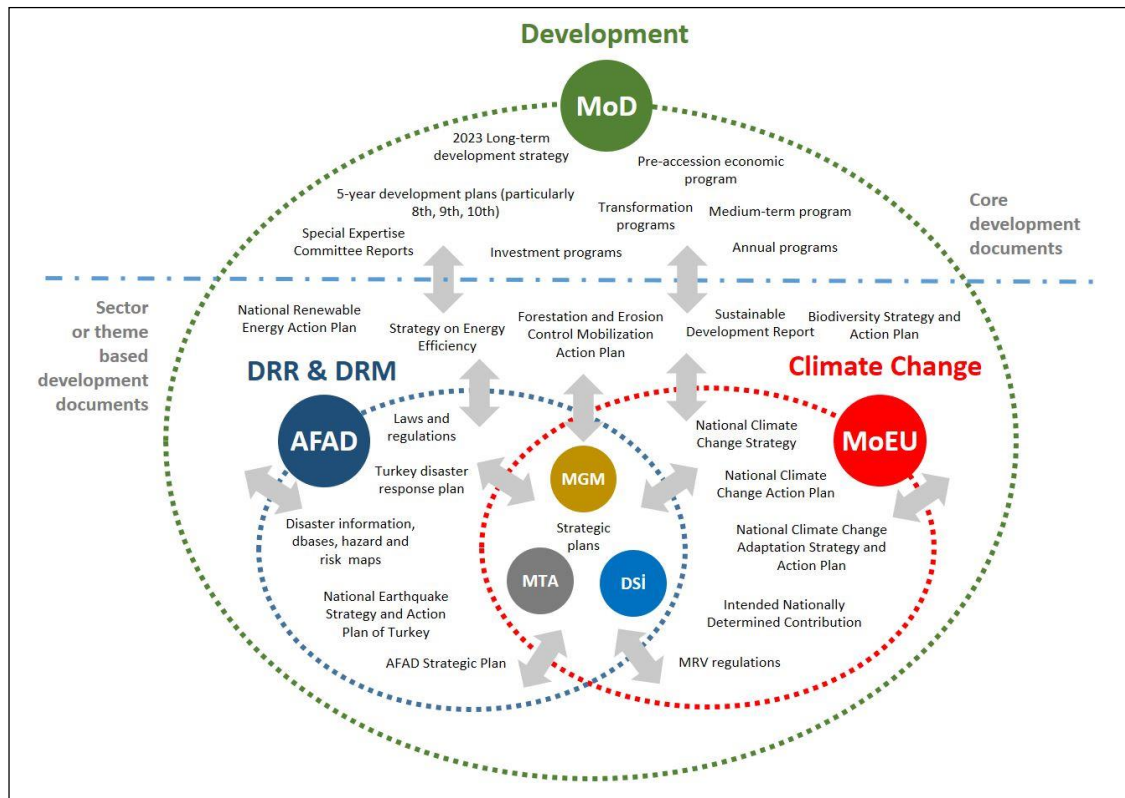 Development
MoD
2023 Long-term
development strategy
Pre-accession economic
program
5-year development plans (particularly
8th, 9th, 10th)
Transformation
programs
Medium-term program
Special Expertise
Committee Reports
Investment programs
Annual programs
Core
development
documents
Sector
or theme
based
development
documents
National Renewable
Energy Action Plan
Strategy on Energy
Efficiency
Forestation and Erosion
Control Mobilization
Action Plan
Sustainable
Development Report
Biodiversity Strategy and
Action Plan
DRR & DRM
Climate Change
AFAD
MoEU
Laws and
regulations
Turkey disaster
response plan
Disaster information,
dbases, hazard and
risk maps
National Earthquake
Strategy and Action
Plan of Turkey
AFAD Strategic Plan
MGM
Strategic
plans
MTA
DSİ
National Climate
Change Strategy
National Climate
Change Action Plan
National Climate Change
Adaptation Strategy and
Action Plan
Intended Nationally
Determined Contribution
MRV regulations